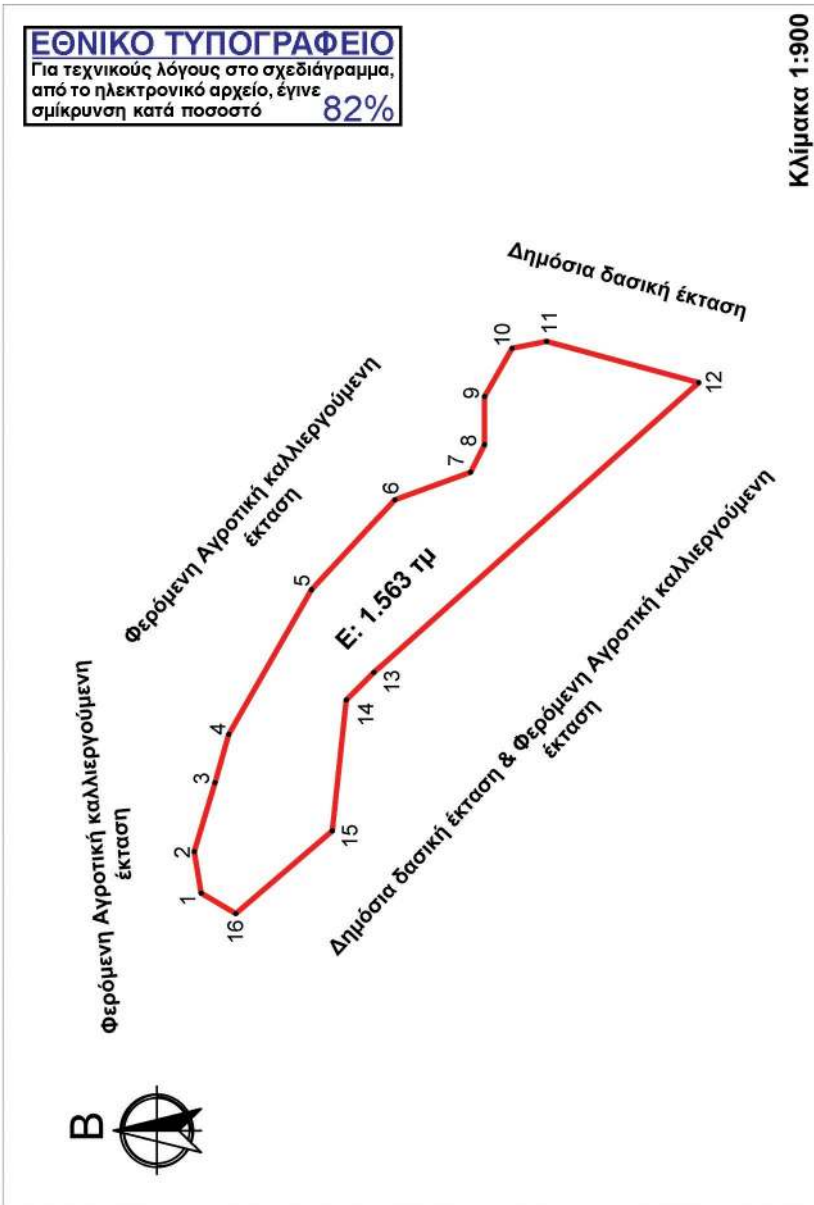 ΕΘΝΙΚΟ ΤΥΠΟΓΡΑΦΕΙΟ
Για τεχνικούς λόγους στο σχεδιάγραμμα,
από το ηλεκτρονικό αρχείο, έγινε
σμίκρυνση κατά ποσοστό 82%
Κλίμακα 1:900
Β
Φερόμενη Αγροτική καλλιεργούμενη
έκταση
Φερόμενη Αγροτική καλλιεργούμενη
έκταση
Δημόσια δασική έκταση
1
2
3
4
5
6
7
8
9
10
11
12
13
14
15
16
Ε: 1.563 τμ
Δημόσια δασική έκταση & Φερόμενη Αγροτική καλλιεργούμενη
έκταση